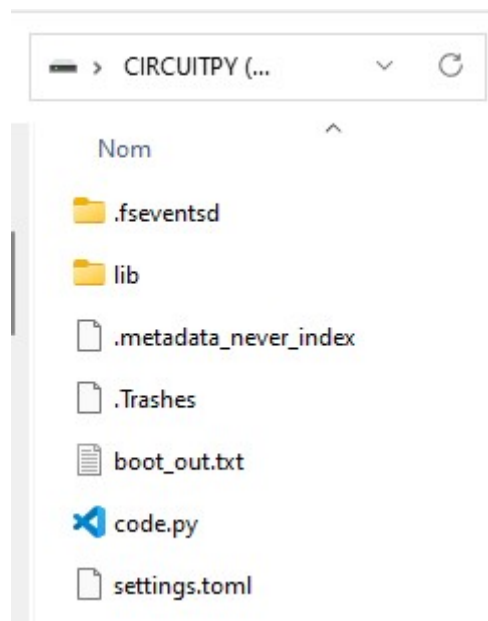 CIRCUITPY (...
Nom
.fseventsd
lib
.metadata_never_index
.Trashes
boot_out.txt
code.py
settings.toml